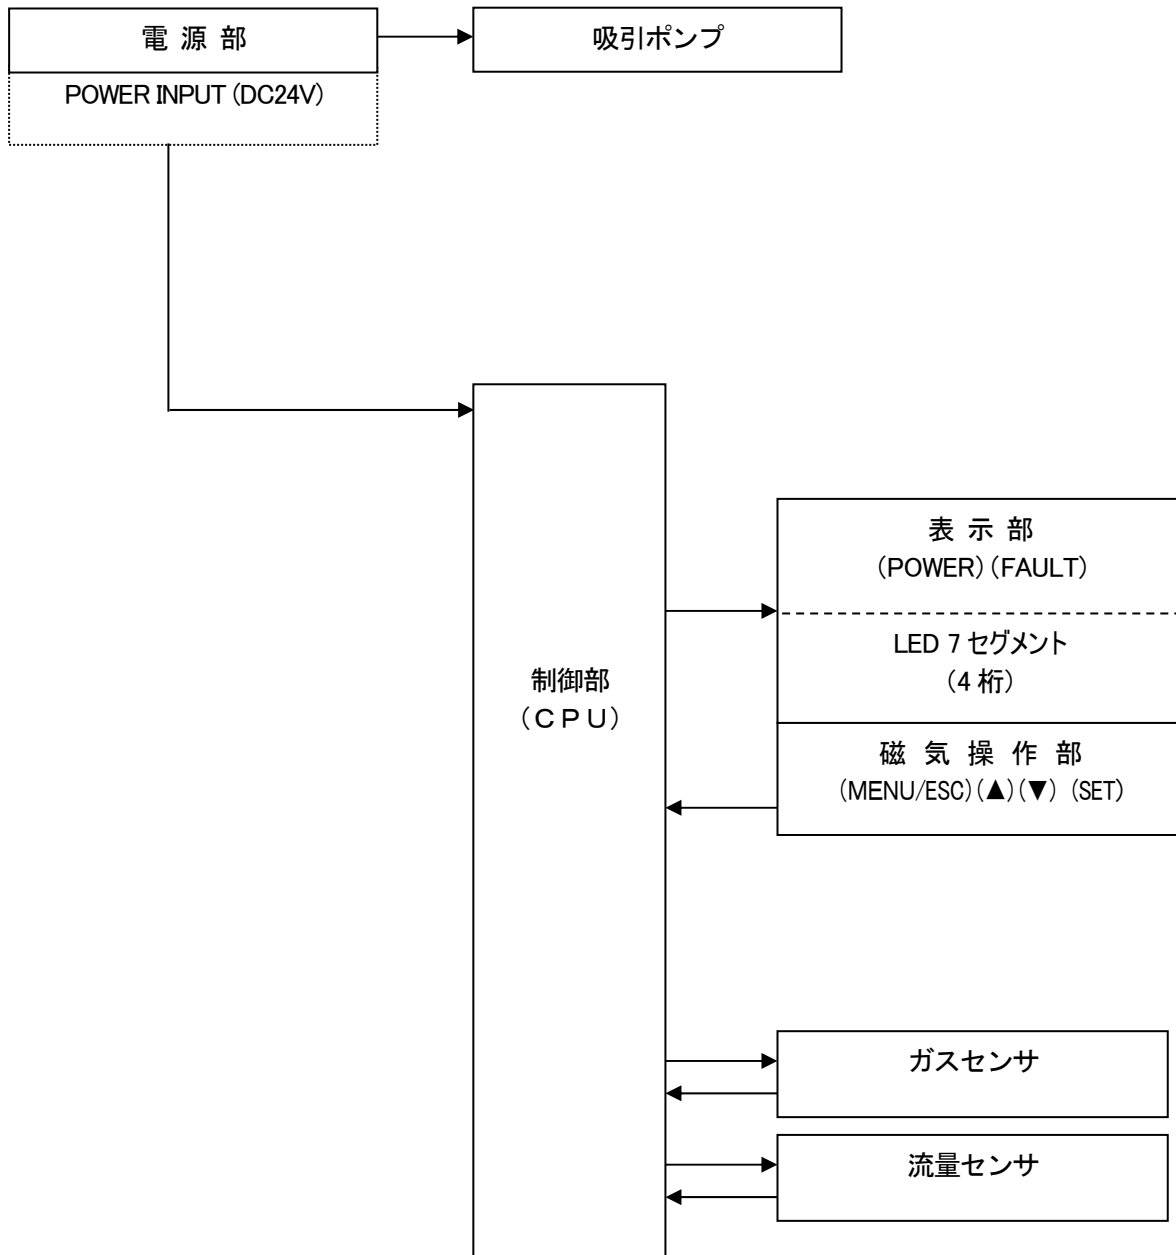 電 源 部
吸引ポンプ
POWER INPUT (DC24V)
表 示 部
(POWER) (FAULT)
LED 7 セグメント
(4 桁)
制御部
(ＣＰＵ)
磁 気 操 作 部
(MENU/ESC) (▲) (▼) (SET)
ガスセンサ
流量センサ